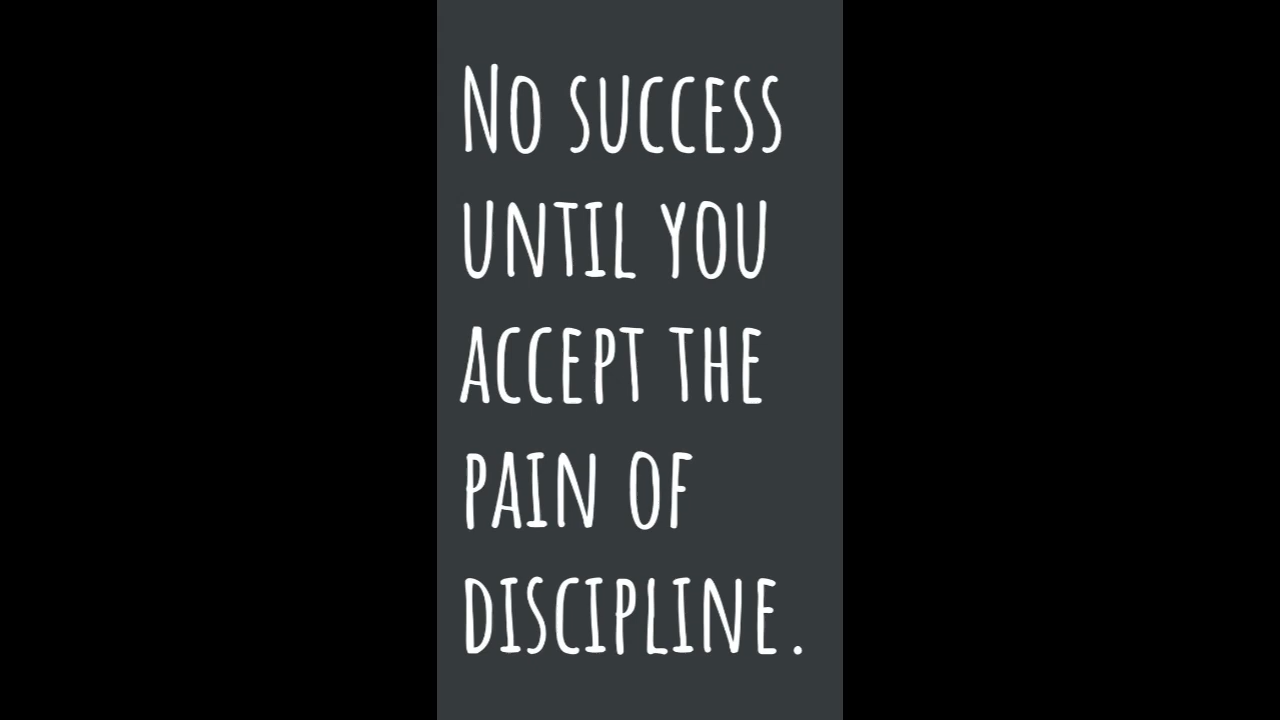 No success
until you
accept the
pain of
discipline.